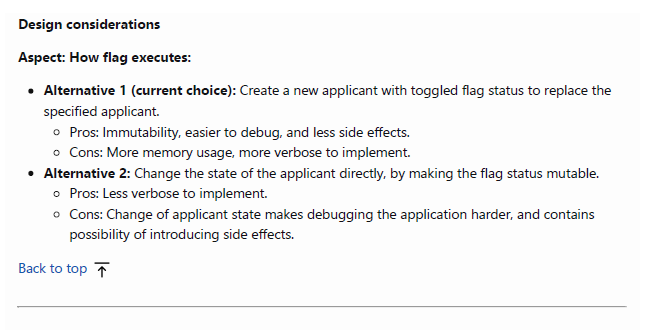 Design considerations
Aspect: How flag executes:
Alternative 1 (current choice): Create a new applicant with toggled flag status to replace the
specified applicant.
Pros: Immutability, easier to debug, and less side effects.
Cons: More memory usage, more verbose to implement.
Alternative 2: Change the state of the applicant directly, by making the flag status mutable.
Pros: Less verbose to implement.
Cons: Change of applicant state makes debugging the application harder, and contains
possibility of introducing side effects.
Back to top